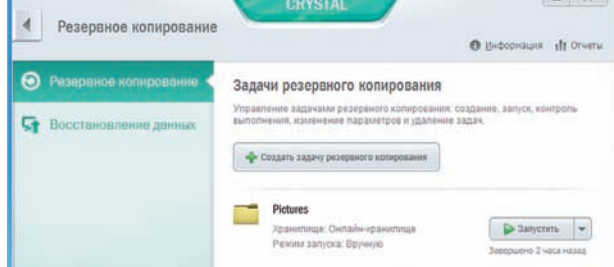 CRYSTAL
Резервное копирование
Информация Отчеты
Резервное копирование
Восстановление данных
Задачи резервного копирования
Управление задачами резервного копирования: создание, запуск, контроль
выполнения, изменение параметров и удаление задач.
Создать задачу резервного копирования
Pictures
Хранилище: Онлайн-хранилище
Режим запуска: Вручную
Запустить
Завершено 2 часа назад